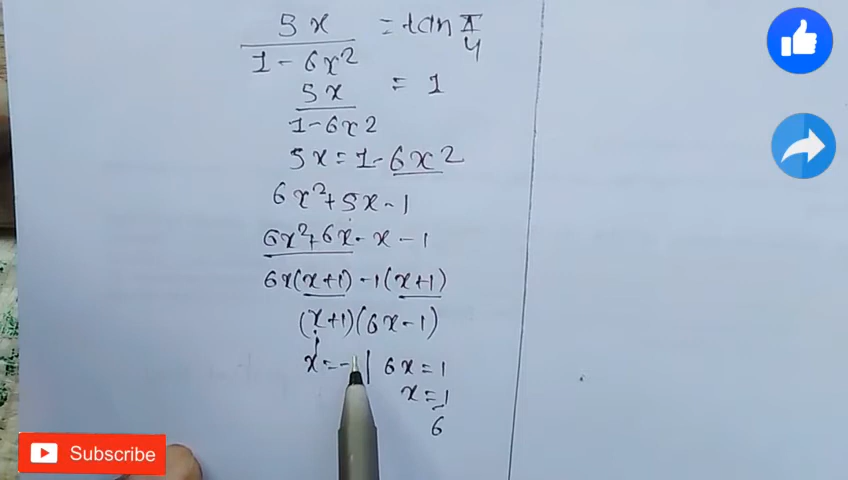 5x = tan π
1 - 6x² 4
5x = 1
1-6x2
5x = 1-6x2
6x²+5x-1
6x²+6x-x-1
6x(x+1)-1(x+1)
(x+1)(6x-1)
x=- | 6x=1
x=1
6
Subscribe